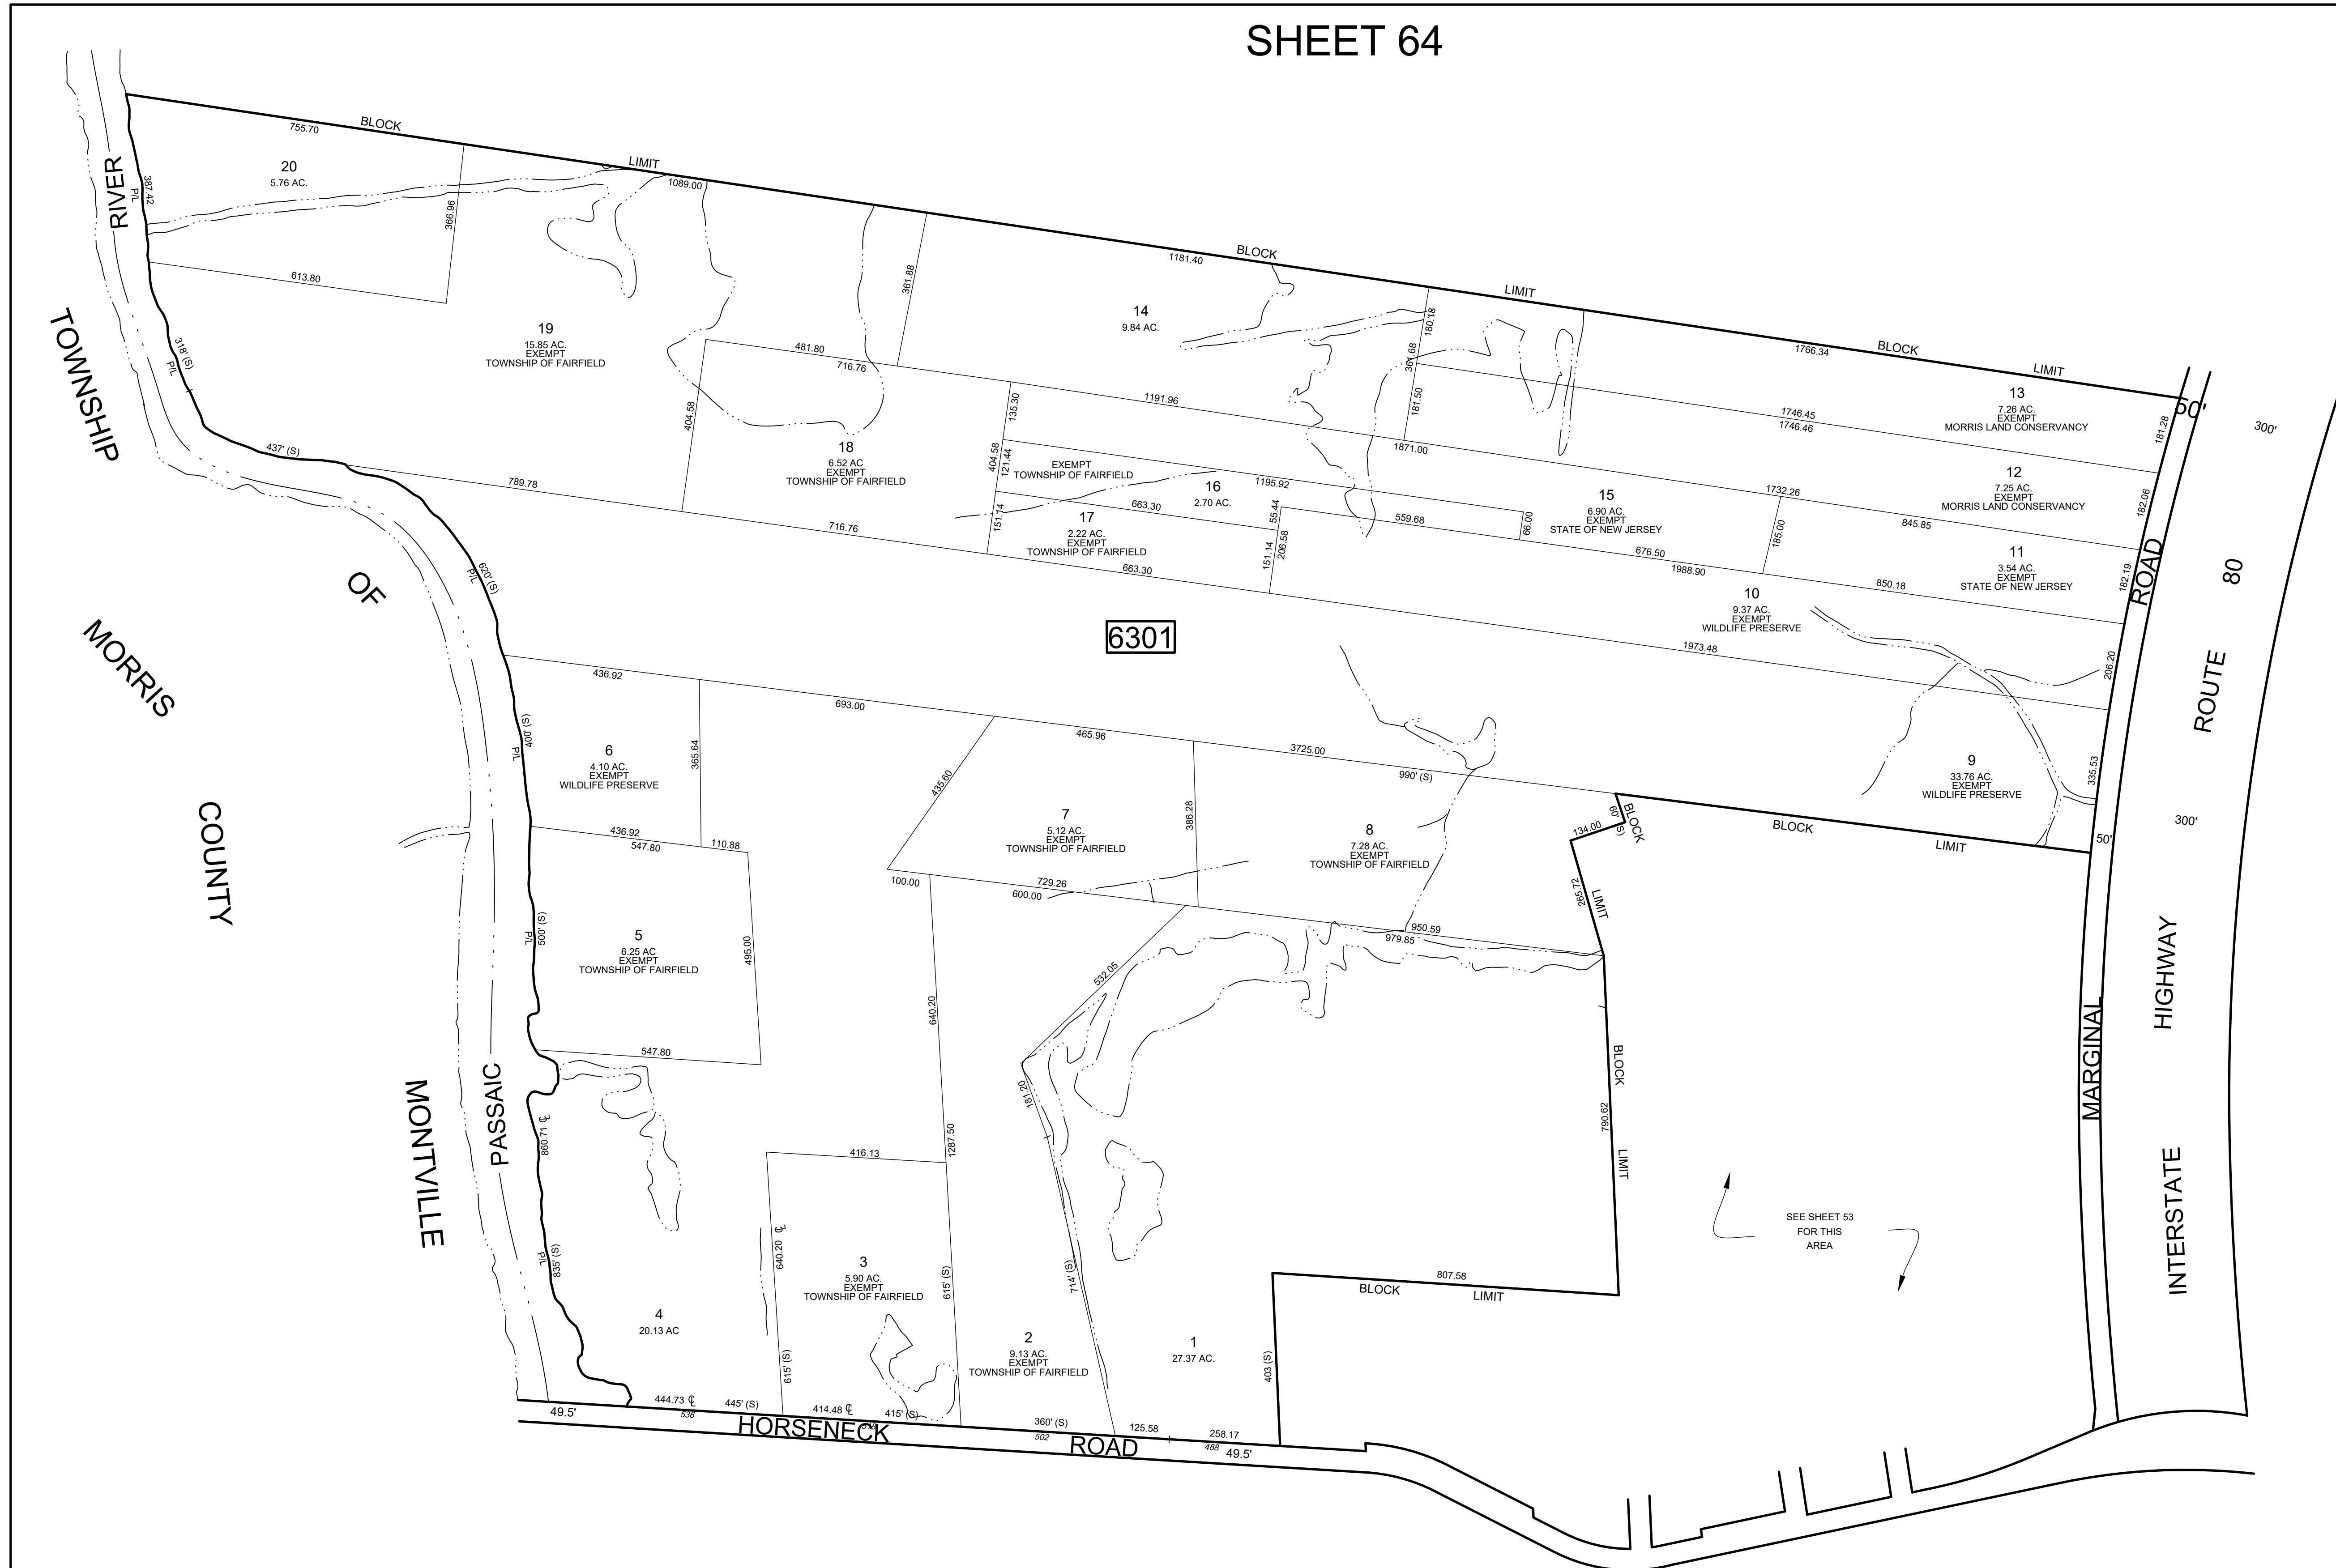 SHEET 64
BLOCK
LIMIT
755.70
1089.00
20
5.76 AC.
387.42
P/L
366.96
613.80
RIVER
318' (S)
P/L
19
15.85 AC.
EXEMPT
TOWNSHIP OF FAIRFIELD
437' (S)
789.78
481.80
716.76
404.58
361.88
18
6.52 AC
EXEMPT
TOWNSHIP OF FAIRFIELD
716.76
BLOCK
LIMIT
1181.40
14
9.84 AC.
1191.96
180.18
361.68
181.50
1766.34
BLOCK
LIMIT
13
7.26 AC.
EXEMPT
MORRIS LAND CONSERVANCY
181.28
50'
300'
1746.45
1746.46
12
7.25 AC.
EXEMPT
MORRIS LAND CONSERVANCY
182.06
1871.00
1732.26
845.85
135.30
404.58
121.44
151.14
EXEMPT
TOWNSHIP OF FAIRFIELD
1195.92
16
2.70 AC.
663.30
17
2.22 AC.
EXEMPT
TOWNSHIP OF FAIRFIELD
663.30
55.44
151.14
206.58
559.68
66.00
15
6.90 AC.
EXEMPT
STATE OF NEW JERSEY
676.50
185.00
1988.90
11
3.54 AC.
EXEMPT
STATE OF NEW JERSEY
850.18
182.19
10
9.37 AC.
EXEMPT
WILDLIFE PRESERVE
1973.48
206.20
ROAD
80
ROUTE
TOWNSHIP
OF
MORRIS
COUNTY
MONTVILLE
6301
620' (S)
P/L
436.92
693.00
465.96
3725.00
990' (S)
400' (S)
P/L
6
4.10 AC.
EXEMPT
WILDLIFE PRESERVE
365.64
436.92
547.80
110.88
435.60
7
5.12 AC.
EXEMPT
TOWNSHIP OF FAIRFIELD
386.28
8
7.28 AC.
EXEMPT
TOWNSHIP OF FAIRFIELD
134.00
60' (S)
BLOCK
265.72
LIMIT
9
33.76 AC.
EXEMPT
WILDLIFE PRESERVE
335.53
BLOCK
LIMIT
50'
300'
100.00
729.26
600.00
950.59
979.85
500' (S)
P/L
5
6.25 AC
EXEMPT
TOWNSHIP OF FAIRFIELD
495.00
547.80
640.20
532.05
181.20
HIGHWAY
MARGINAL
BLOCK
790.62
LIMIT
PASSAIC
860.71 ℄
416.13
1287.50
640.20 ℄
835' (S)
P/L
3
5.90 AC.
EXEMPT
TOWNSHIP OF FAIRFIELD
615' (S)
615' (S)
714' (S)
SEE SHEET 53
FOR THIS
AREA
INTERSTATE
807.58
BLOCK
LIMIT
4
20.13 AC
2
9.13 AC.
EXEMPT
TOWNSHIP OF FAIRFIELD
1
27.37 AC.
403 (S)
49.5'
444.73 ℄
536
445' (S)
414.48 ℄
415' (S)
360' (S)
502
125.58
258.17
488
49.5'
HORSENECK
ROAD